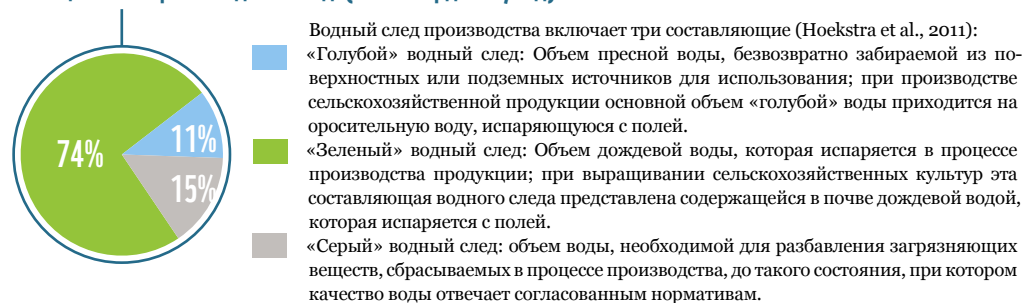 Водный след производства включает три составляющие (Hoekstra et al., 2011):
«Голубой» водный след: Объем пресной воды, безвозвратно забираемой из по-
верхностных или подземных источников для использования; при производстве
сельскохозяйственной продукции основной объем «голубой» воды приходится на
оросительную воду, испаряющуюся с полей.
«Зеленый» водный след: Объем дождевой воды, которая испаряется в процессе
производства продукции; при выращивании сельскохозяйственных культур эта
составляющая водного следа представлена содержащейся в почве дождевой водой,
которая испаряется с полей.
«Серый» водный след: объем воды, необходимой для разбавления загрязняющих
веществ, сбрасываемых в процессе производства, до такого состояния, при котором
качество воды отвечает согласованным нормативам.
74%
11%
15%